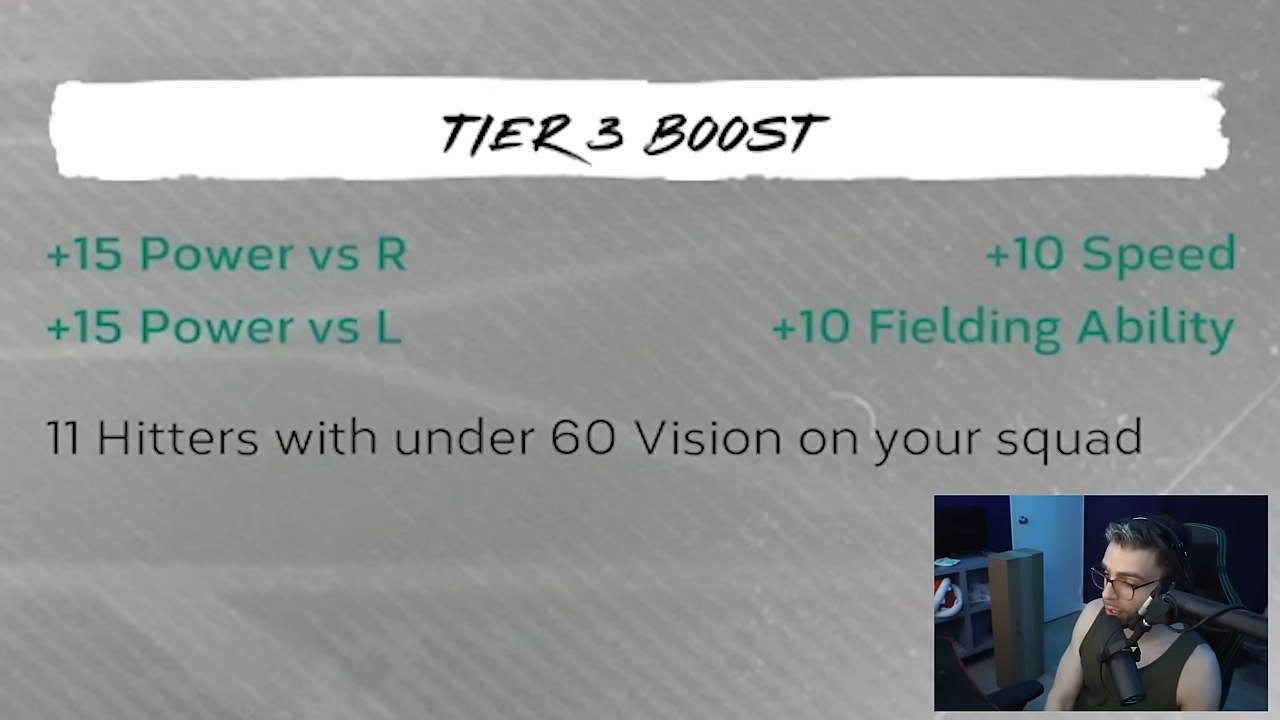 TIER 3 BOOST
+15 Power vs R
+10 Speed
+15 Power vs L
+10 Fielding Ability
11 Hitters with under 60 Vision on your squad